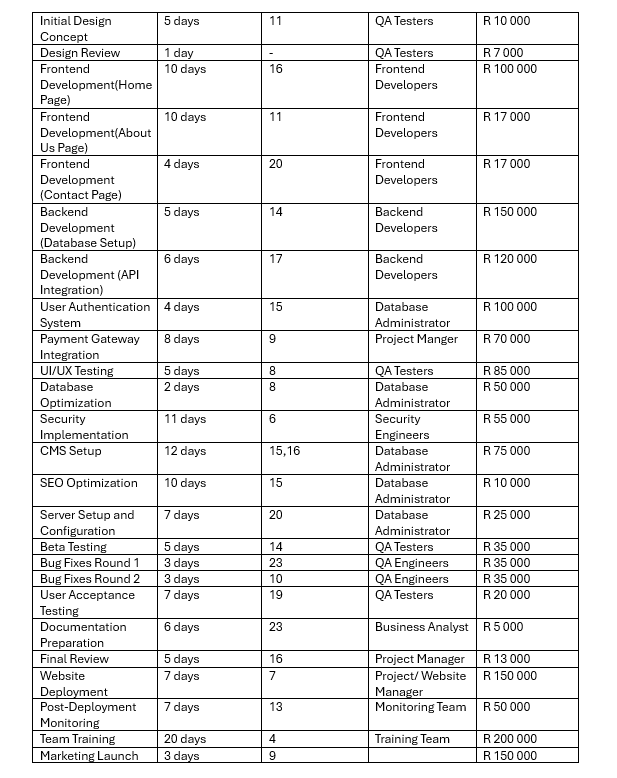 Initial Design Concept 5 days 11 QA Testers R 10 000
Design Review 1 day - QA Testers R 7 000
Frontend Development(Home Page) 10 days 16 Frontend Developers R 100 000
Frontend Development(About Us Page) 10 days 11 Frontend Developers R 17 000
Frontend Development (Contact Page) 4 days 20 Frontend Developers R 17 000
Backend Development (Database Setup) 5 days 14 Backend Developers R 150 000
Backend Development (API Integration) 6 days 17 Backend Developers R 120 000
User Authentication System 4 days 15 Database Administrator R 100 000
Payment Gateway Integration 8 days 9 Project Manger R 70 000
UI/UX Testing 5 days 8 QA Testers R 85 000
Database Optimization 2 days 8 Database Administrator R 50 000
Security Implementation 11 days 6 Security Engineers R 55 000
CMS Setup 12 days 15,16 Database Administrator R 75 000
SEO Optimization 10 days 15 Database Administrator R 10 000
Server Setup and Configuration 7 days 20 Database Administrator R 25 000
Beta Testing 5 days 14 QA Testers R 35 000
Bug Fixes Round 1 3 days 23 QA Engineers R 35 000
Bug Fixes Round 2 3 days 10 QA Engineers R 35 000
User Acceptance Testing 7 days 19 QA Testers R 20 000
Documentation Preparation 6 days 23 Business Analyst R 5 000
Final Review 5 days 16 Project Manager R 13 000
Website Deployment 7 days 7 Project/ Website Manager R 150 000
Post-Deployment Monitoring 7 days 13 Monitoring Team R 50 000
Team Training 20 days 4 Training Team R 200 000
Marketing Launch 3 days 9 R 150 000